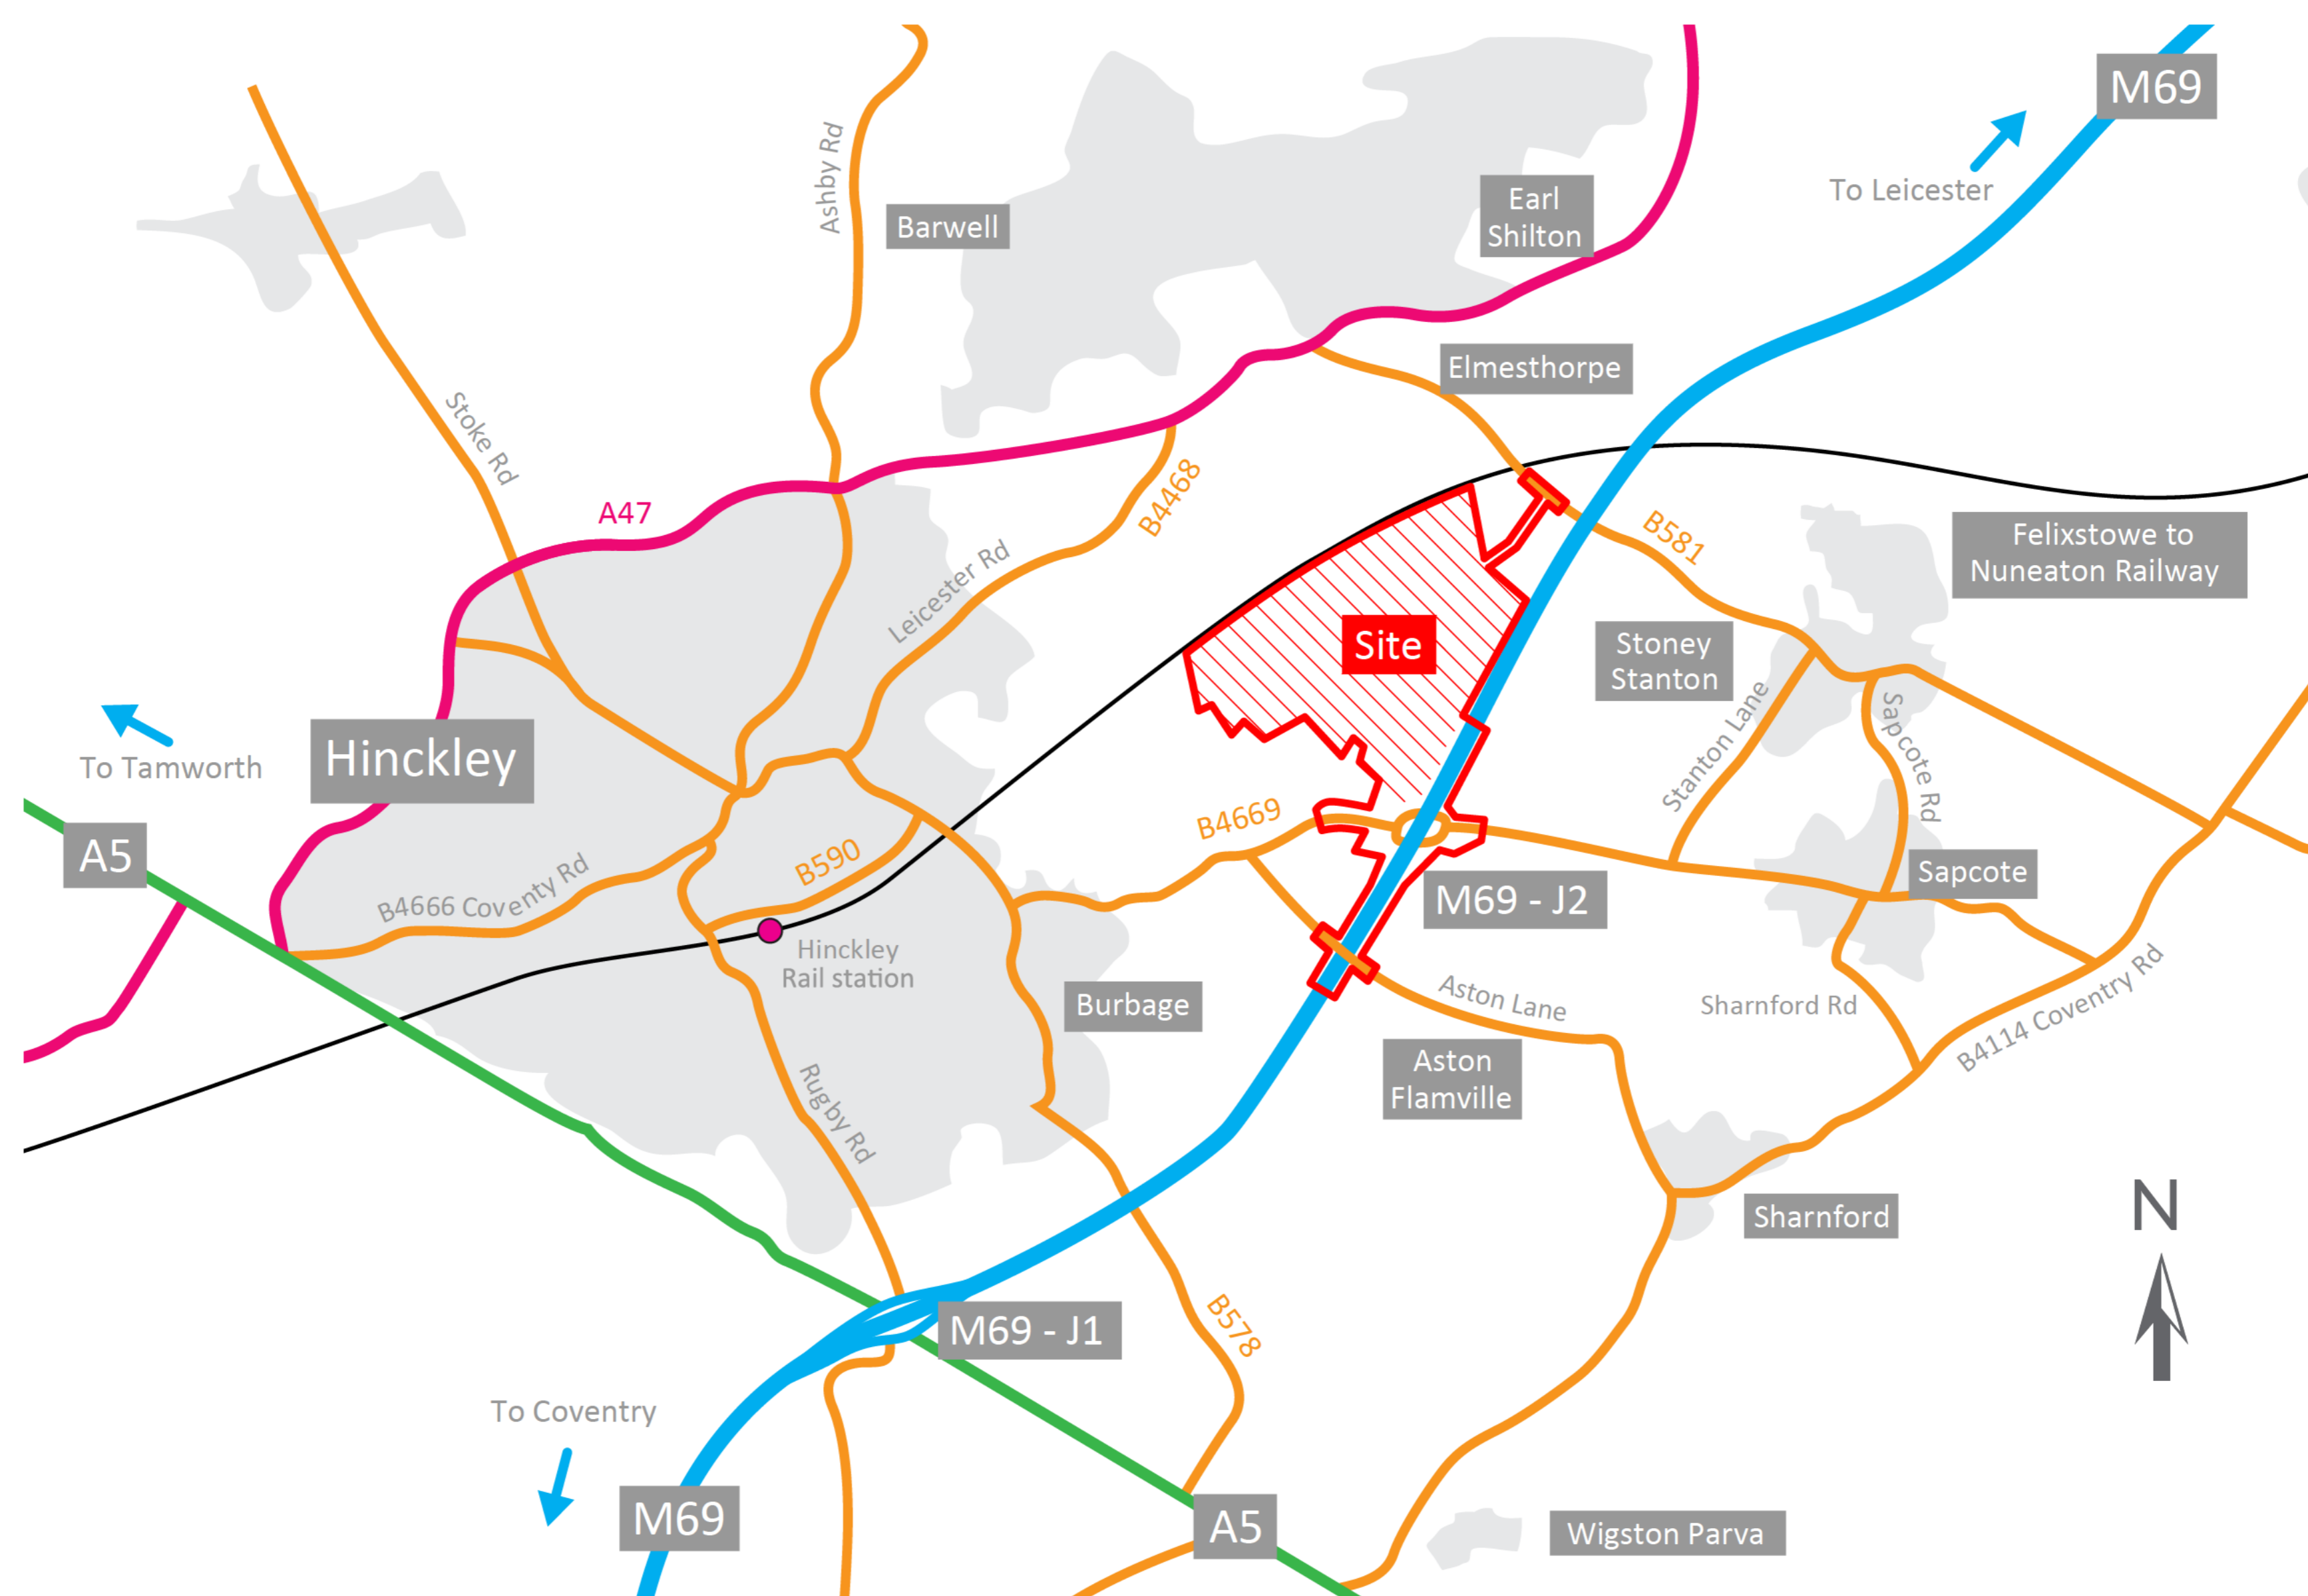 M69
To Leicester
Ashby Rd
Earl
Shilton
Barwell
Elmesthorpe
Stoke Rd
A47
B4468
B581
Felixstowe to
Nuneaton Railway
Leicester Rd
Site
Stoney
Stanton
Stanton Lane
Sapcote Rd
Hinckley
To Tamworth
A5
B4669
B590
B4666 Coventy Rd
Sapcote
M69 - J2
Hinckley
Rail station
Burbage
Aston Lane
Sharnford Rd
B4114 Coventry Rd
Aston
Flamville
Rugby Rd
Sharnford
N
M69 - J1
B578
To Coventry
M69
A5
Wigston Parva